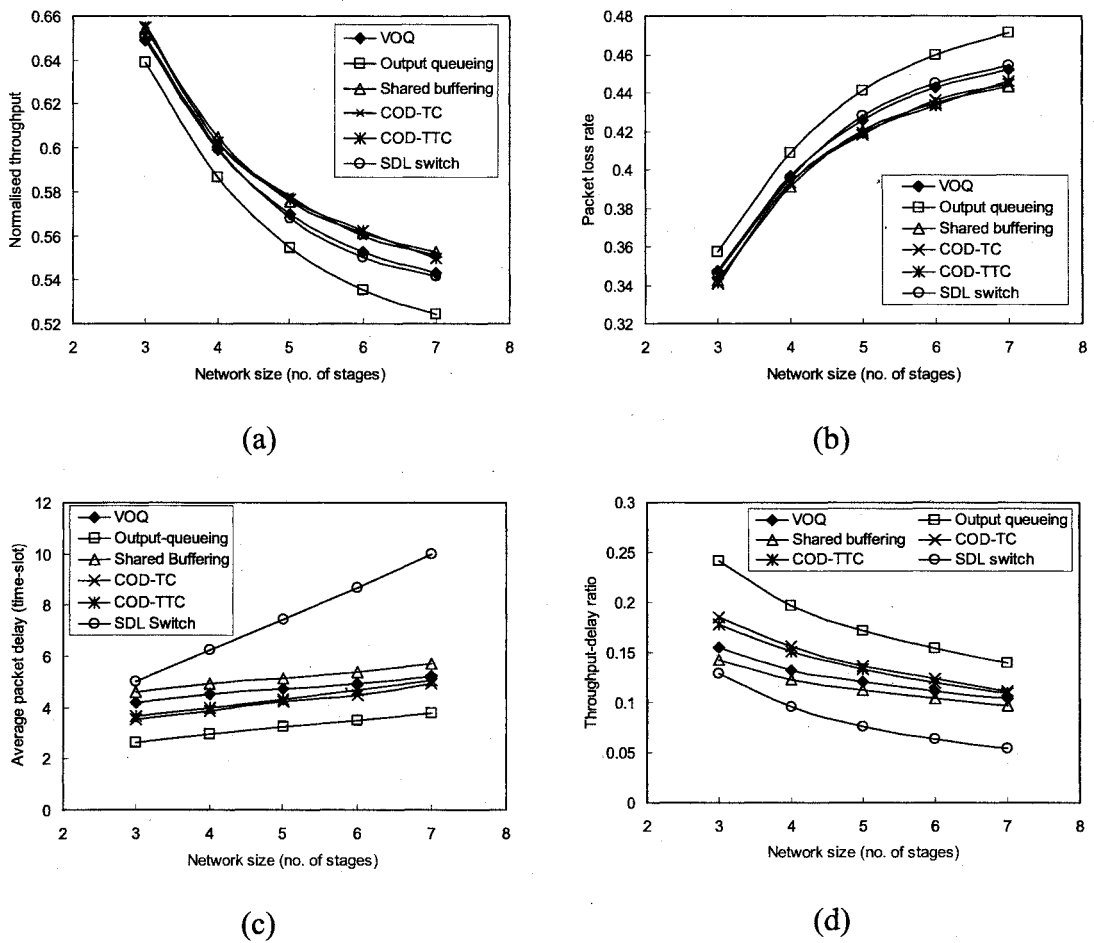 0.66
0.64
0.62
0.6
0.58
0.56
0.54
0.52
Normalised throughput
VOQ
Output queueing
Shared buffering
COD-TC
COD-TTC
SDL switch
2 3 4 5 6 7 8
Network size (no. of stages)
(a)
0.48
0.46
0.44
0.42
0.4
0.38
0.36
0.34
0.32
Packet loss rate
VOQ
Output queueing
Shared buffering
COD-TC
COD-TTC
SDL switch
2 3 4 5 6 7 8
Network size (no. of stages)
(b)
12
10
8
6
4
2
0
Average packet delay (time-slot)
VOQ
Output-queueing
Shared Buffering
COD-TC
COD-TTC
SDL Switch
2 3 4 5 6 7 8
Network size (no. of stages)
(c)
0.3
0.25
0.2
0.15
0.1
0.05
0
Throughput-delay ratio
VOQ Output queueing
Shared buffering COD-TC
COD-TTC SDL switch
2 3 4 5 6 7 8
Network size (no. of stages)
(d)